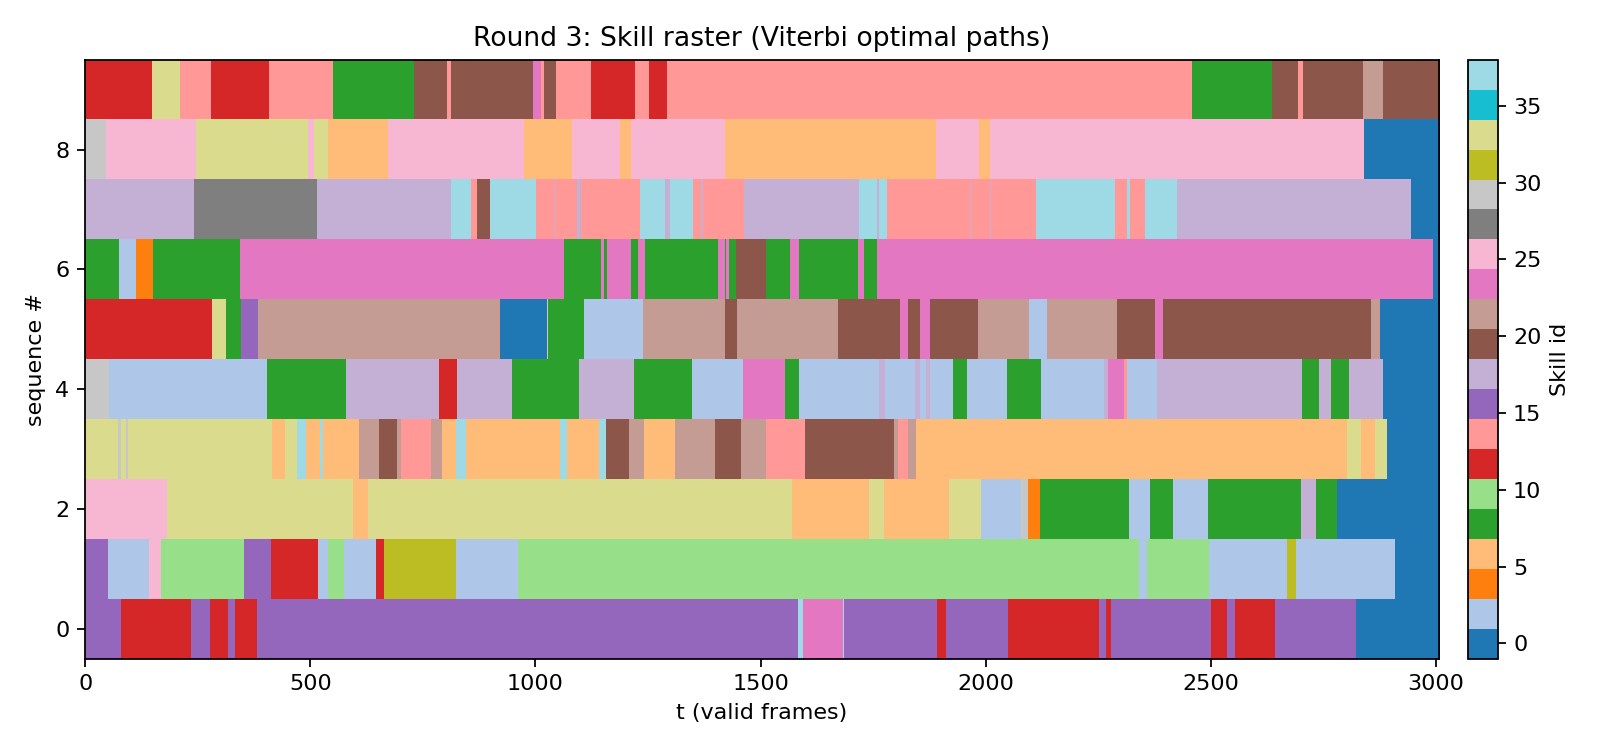 Round 3: Skill raster (Viterbi optimal paths)
sequence #
8
6
4
2
0
0 500 1000 1500 2000 2500 3000
t (valid frames)
35
30
25
20
15
10
5
0
Skill id